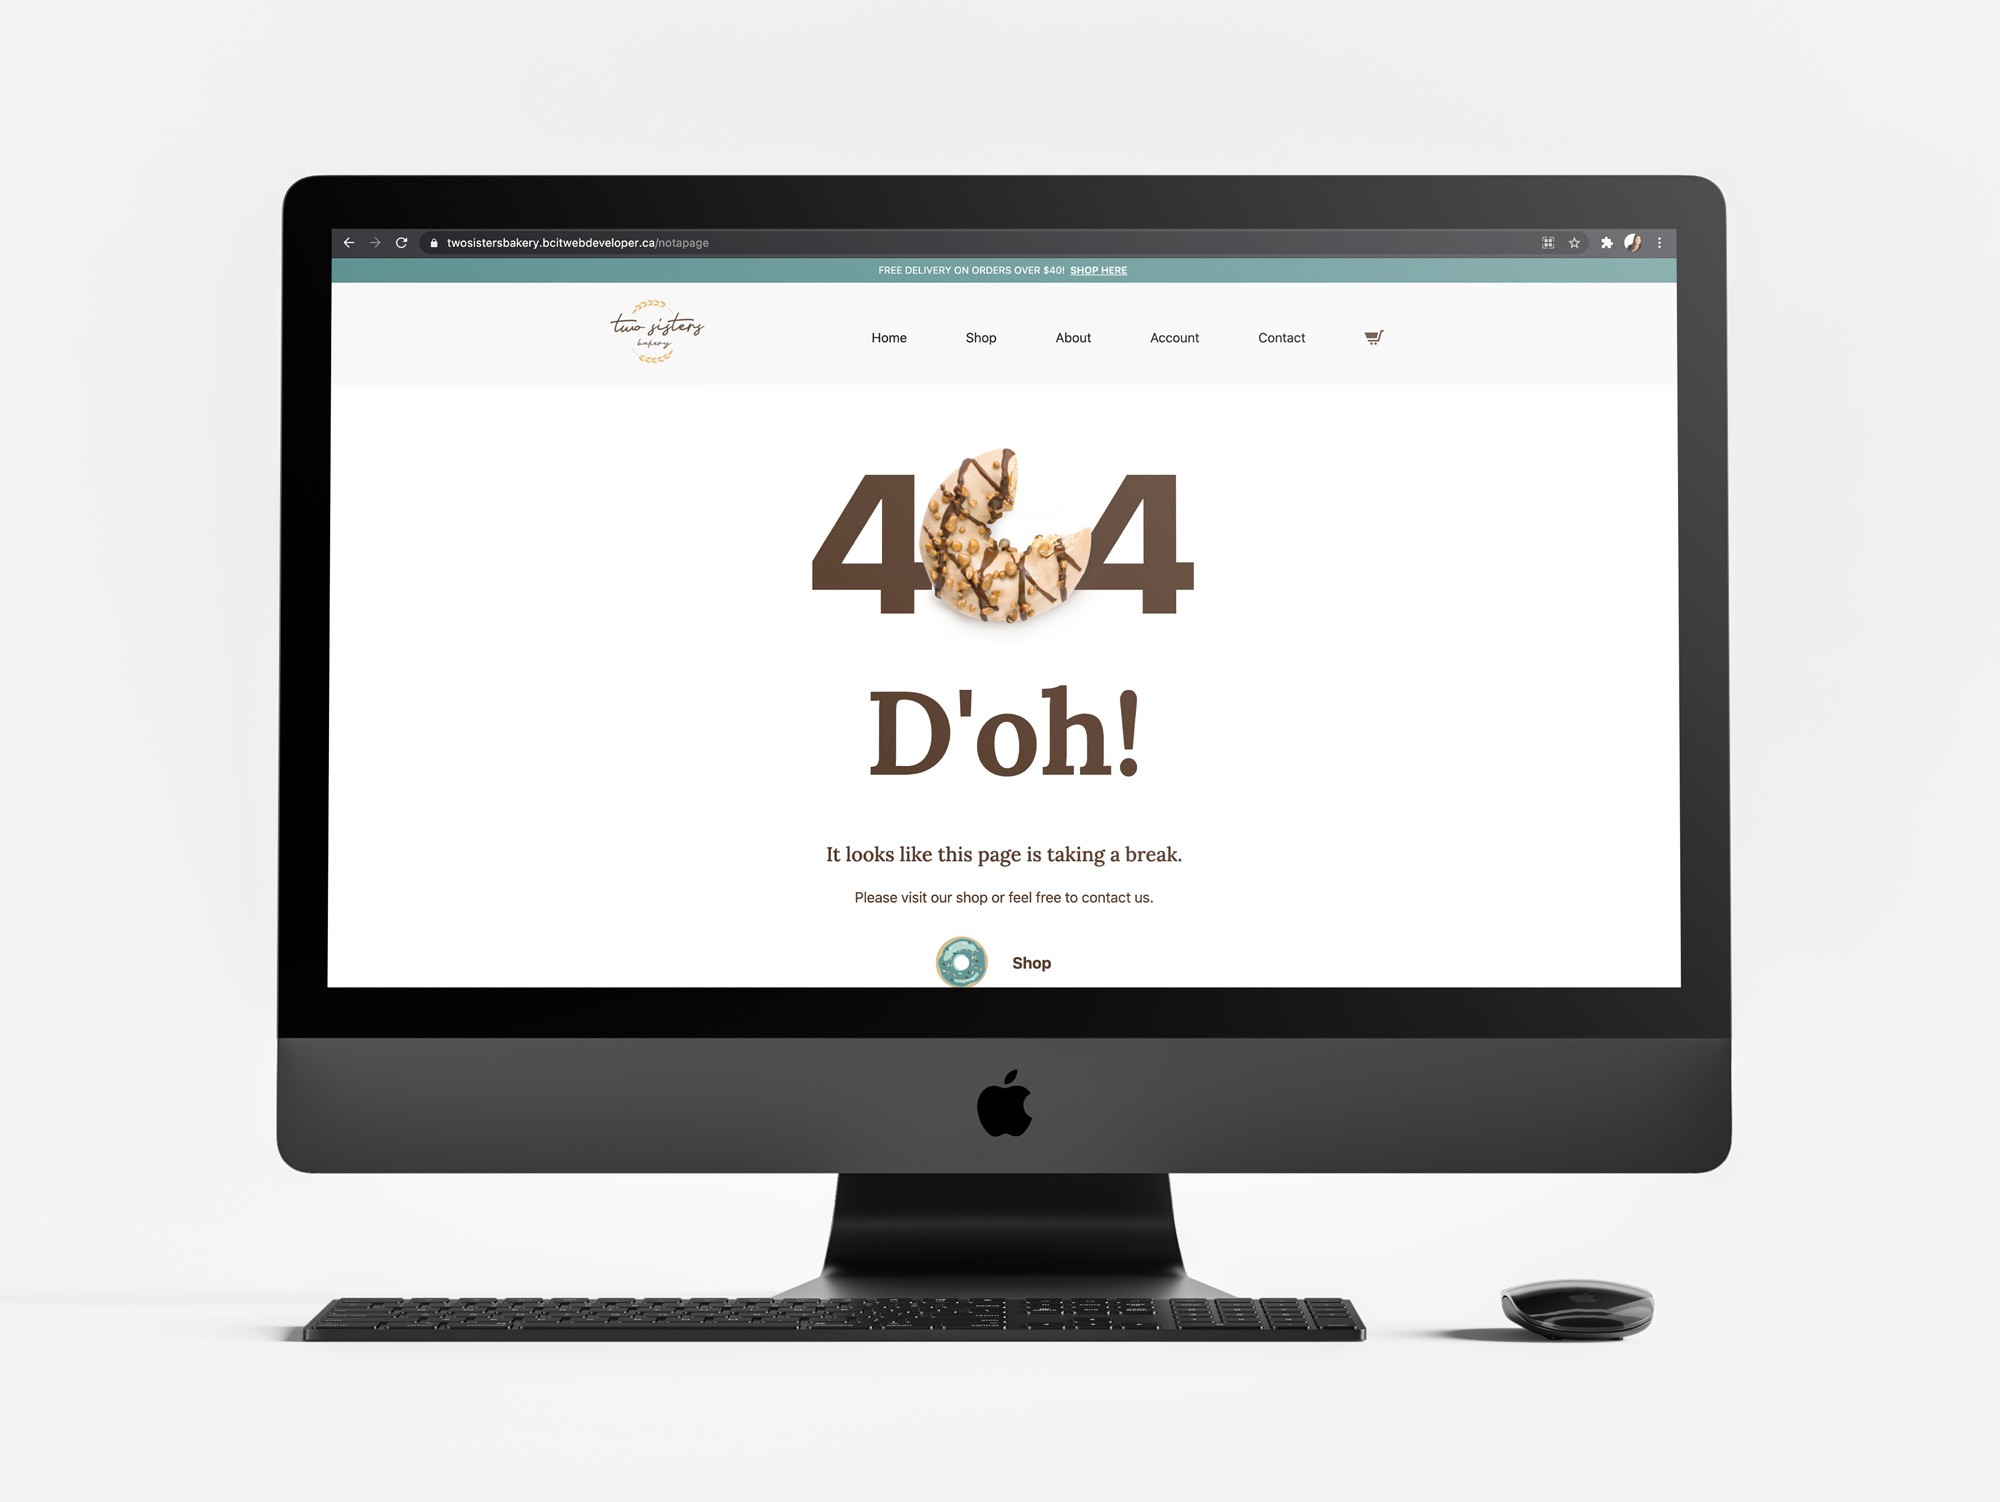 twosistersbakery.bcitwebdeveloper.ca/notapage
FREE DELIVERY ON ORDERS OVER $40! SHOP HERE
two sisters
bakery
Home Shop About Account Contact
4 4
D'oh!
It looks like this page is taking a break.
Please visit our shop or feel free to contact us.
Shop